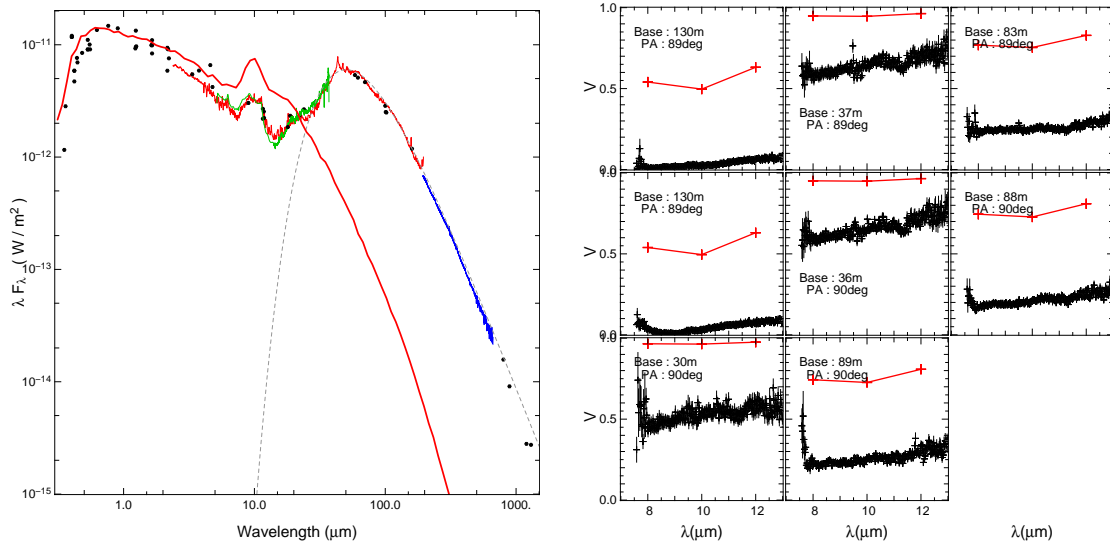 10−11
10−12
10−13
10−14
10−15
λ Fλ ( W / m2 )
1.0 10.0 100.0 1000.
Wavelength (μm)
Base : 130m
PA : 89deg
Base : 37m
PA : 89deg
Base : 83m
PA : 89deg
1.0
V 0.5
0.0
Base : 130m
PA : 89deg
Base : 36m
PA : 90deg
Base : 88m
PA : 90deg
1.0
V 0.5
0.0
Base : 30m
PA : 90deg
Base : 89m
PA : 90deg
1.0
V 0.5
0.0
8 10 12 8 10 12 8 10 12
λ(μm) λ(μm) λ(μm)